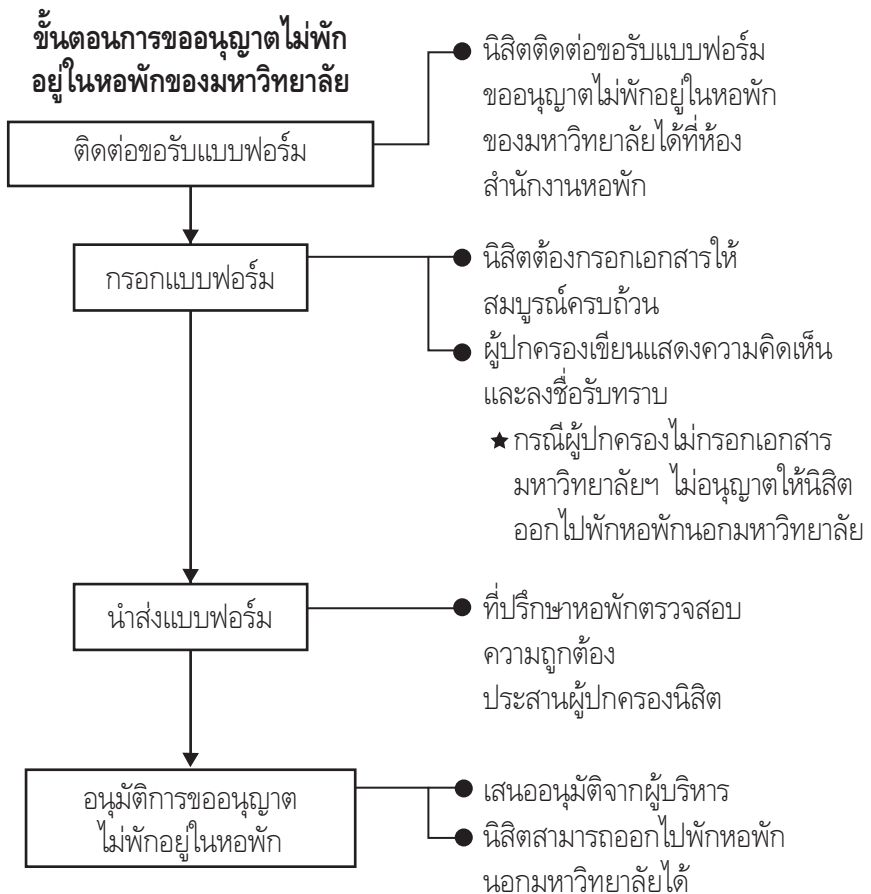 ขั้นตอนการขออนุญาตไม่พัก
อยู่ในหอพักของมหาวิทยาลัย
ติดต่อขอรับแบบฟอร์ม
● นิสิตติดต่อขอรับแบบฟอร์ม
ขออนุญาตไม่พักอยู่ในหอพัก
ของมหาวิทยาลัยได้ที่ห้อง
สำนักงานหอพัก
กรอกแบบฟอร์ม
● นิสิตต้องกรอกเอกสารให้
สมบูรณ์ครบถ้วน
● ผู้ปกครองเขียนแสดงความคิดเห็น
และลงชื่อรับทราบ
★ กรณีผู้ปกครองไม่กรอกเอกสาร
มหาวิทยาลัยฯ ไม่อนุญาตให้นิสิต
ออกไปพักหอพักนอกมหาวิทยาลัย
นำส่งแบบฟอร์ม
● ที่ปรึกษาหอพักตรวจสอบ
ความถูกต้อง
ประสานผู้ปกครองนิสิต
อนุมัติการขออนุญาต
ไม่พักอยู่ในหอพัก
● เสนออนุมัติจากผู้บริหาร
● นิสิตสามารถออกไปพักหอพัก
นอกมหาวิทยาลัยได้